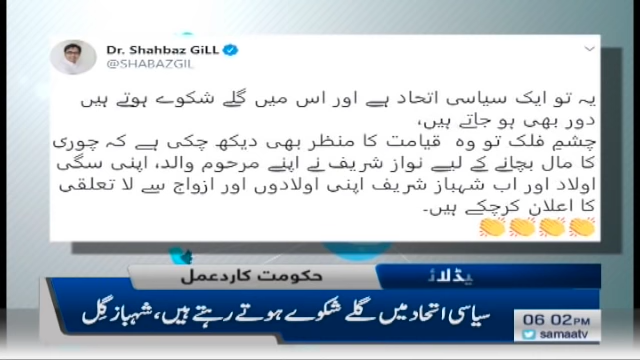 Dr. Shahbaz GiLL
@SHABAZGIL
یہ تو ایک سیاسی اتحاد ہے اور اس میں گلے شکوے ہوتے ہیں
دور بھی ہو جاتے ہیں،
چشم فلک تو وہ قیامت کا منظر بھی دیکھ چکی ہے کہ چوری
کا مال بچانے کے لیے نواز شریف نے اپنے مرحوم والد، اپنی سگی
اولاد اور اب شہباز شریف اپنی اولادوں اور ازواج سے لا تعلقی
کا اعلان کرچکے ہیں۔
👏👏👏👏
حکومت کا ردعمل
یڈلائ
سیاسی اتحاد میں گلے شکوے ہوتے رہتے ہیں، شہباز گِل
06 02PM
samaatv